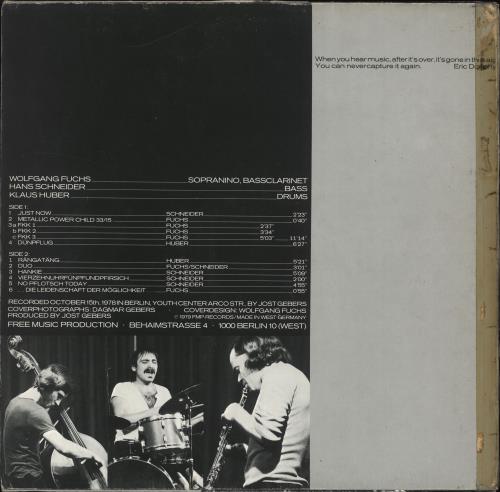 When you hear music, after it's over, it's gone in the air.
You can never capture it again. Eric Dolphy
WOLFGANG FUCHS SOPRANINO, BASSCLARINET
HANS SCHNEIDER BASS
KLAUS HUBER DRUMS
SIDE 1:
1 JUST NOW SCHNEIDER 2'23"
2 METALLIC POWER CHILD 33/45 FUCHS 0'40"
3 a FKK 1 FUCHS 2'37"
b FKK 2 FUCHS 3'34"
c FKK 3 FUCHS 5'03" 11'14"
4 DÜNPFLUG HUBER 6'27"
SIDE 2:
1 RÄNGATÄNG HUBER 5'21"
2 DUO FUCHS/SCHNEIDER 3'01"
3 HANKIE SCHNEIDER 5'09"
4 VIERZEHNUHRFÜNFFUNDPFIRSICH SCHNEIDER 2'00"
5 NO PFLOTSCH TODAY SCHNEIDER 4'55"
6 ... DIE LEIDENSCHAFT DER MÖGLICHKEIT FUCHS 0'55"
RECORDED OCTOBER 15th, 1978 IN BERLIN, YOUTH CENTER ARCO STR., BY JOST GEBERS
COVERPHOTOGRAPHS: DAGMAR GEBERS · COVERDESIGN: WOLFGANG FUCHS
PRODUCED BY JOST GEBERS ℗ 1979 FMP-RECORDS / MADE IN WEST GERMANY
FREE MUSIC PRODUCTION · BEHAIMSTRASSE 4 · 1000 BERLIN 10 (WEST)